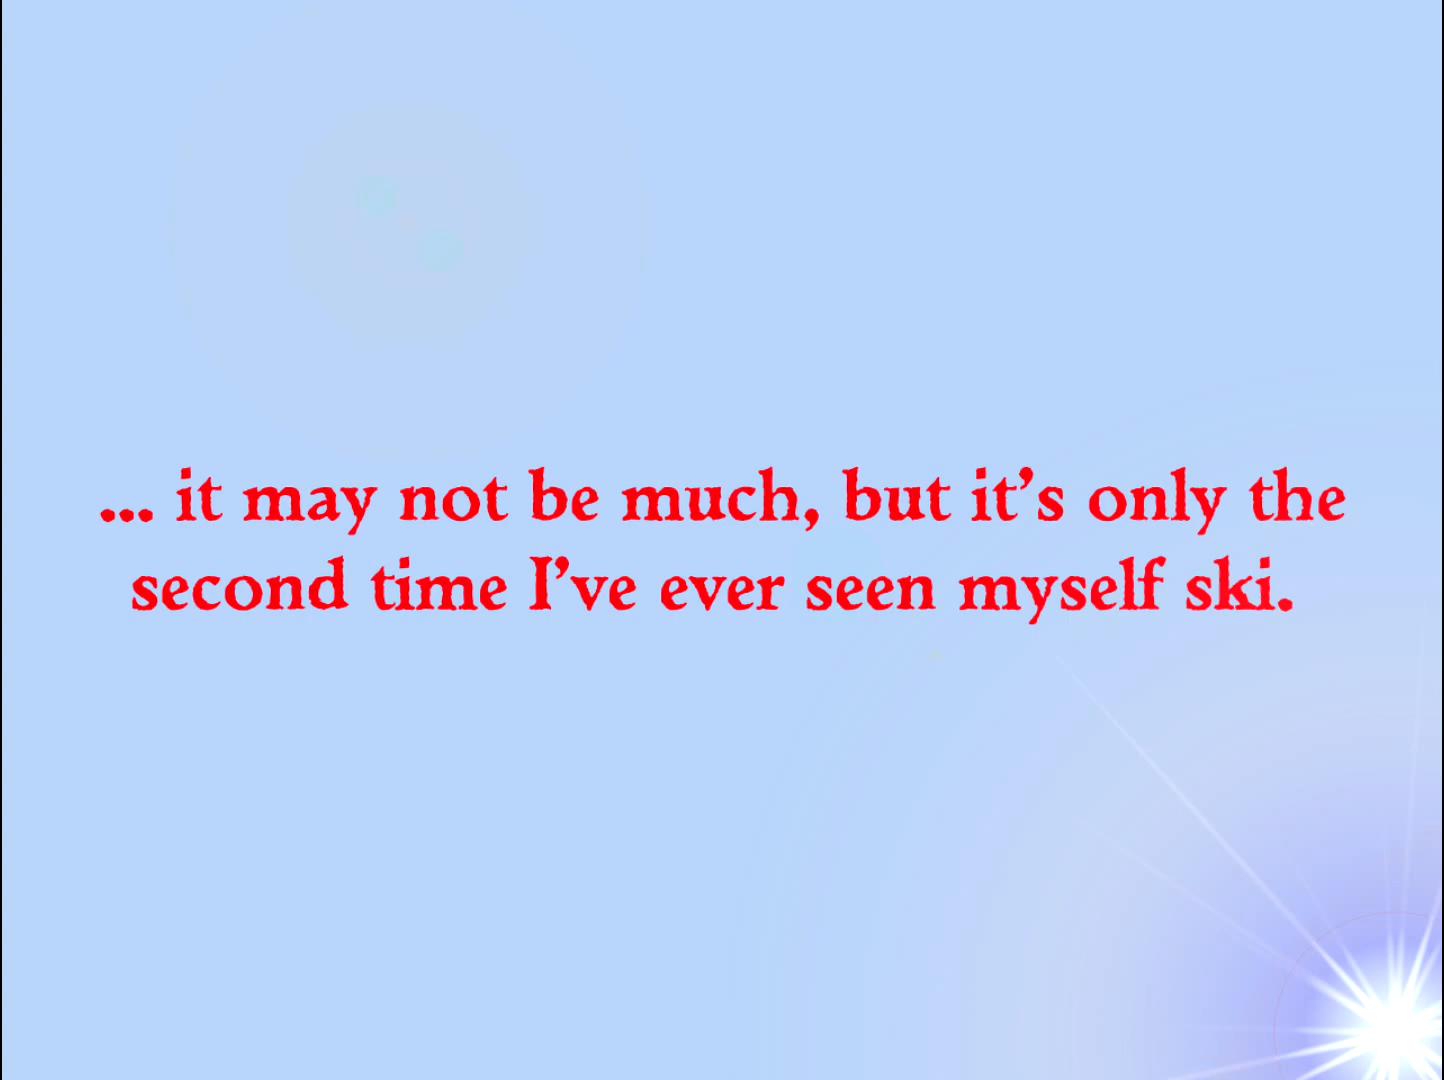 ... it may not be much, but it’s only the
second time I’ve ever seen myself ski.